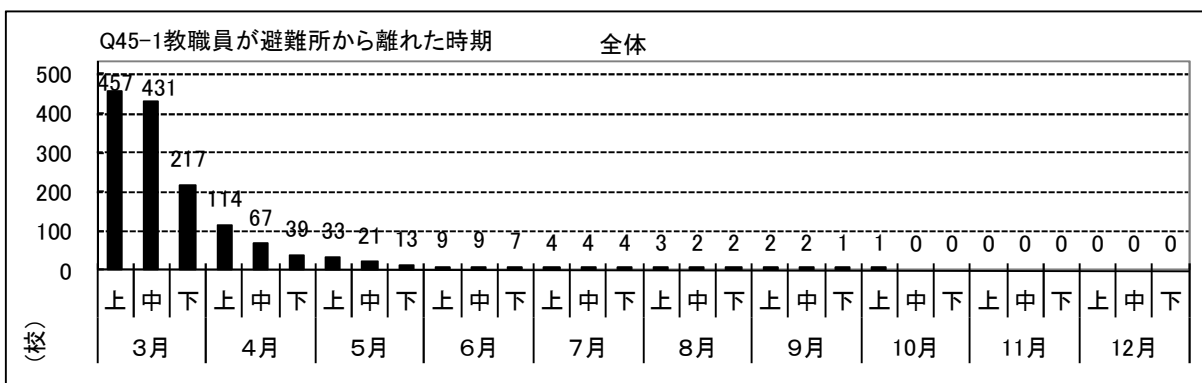 Q45-1教職員が避難所から離れた時期 全体
500
400
300
200
100
0
457 431 217 114 67 39 33 21 13 9 9 7 4 4 4 3 2 2 2 2 1 1 0 0 0 0 0 0 0 0
上 中 下 上 中 下 上 中 下 上 中 下 上 中 下 上 中 下 上 中 下 上 中 下 上 中 下 上 中 下
(校) 3月 4月 5月 6月 7月 8月 9月 10月 11月 12月